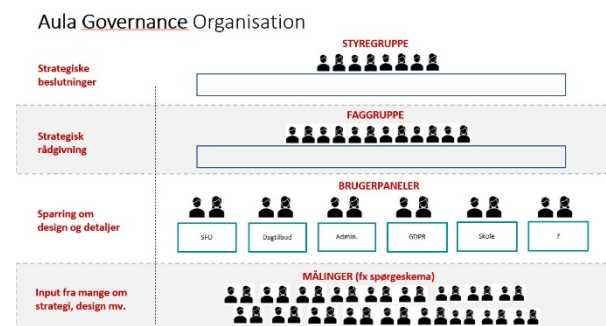 Aula Governance Organisation
STYREGRUPPE
Strategiske
beslutninger
FAGGRUPPE
Strategisk
rådgivning
BRUGERPANELER
Sparring om
design og detaljer
SFO
Dagtilbud
Admin.
GDPR
Skole
?
MÅLINGER (fx spørgeskema)
Input fra mange om
strategi, design mv.